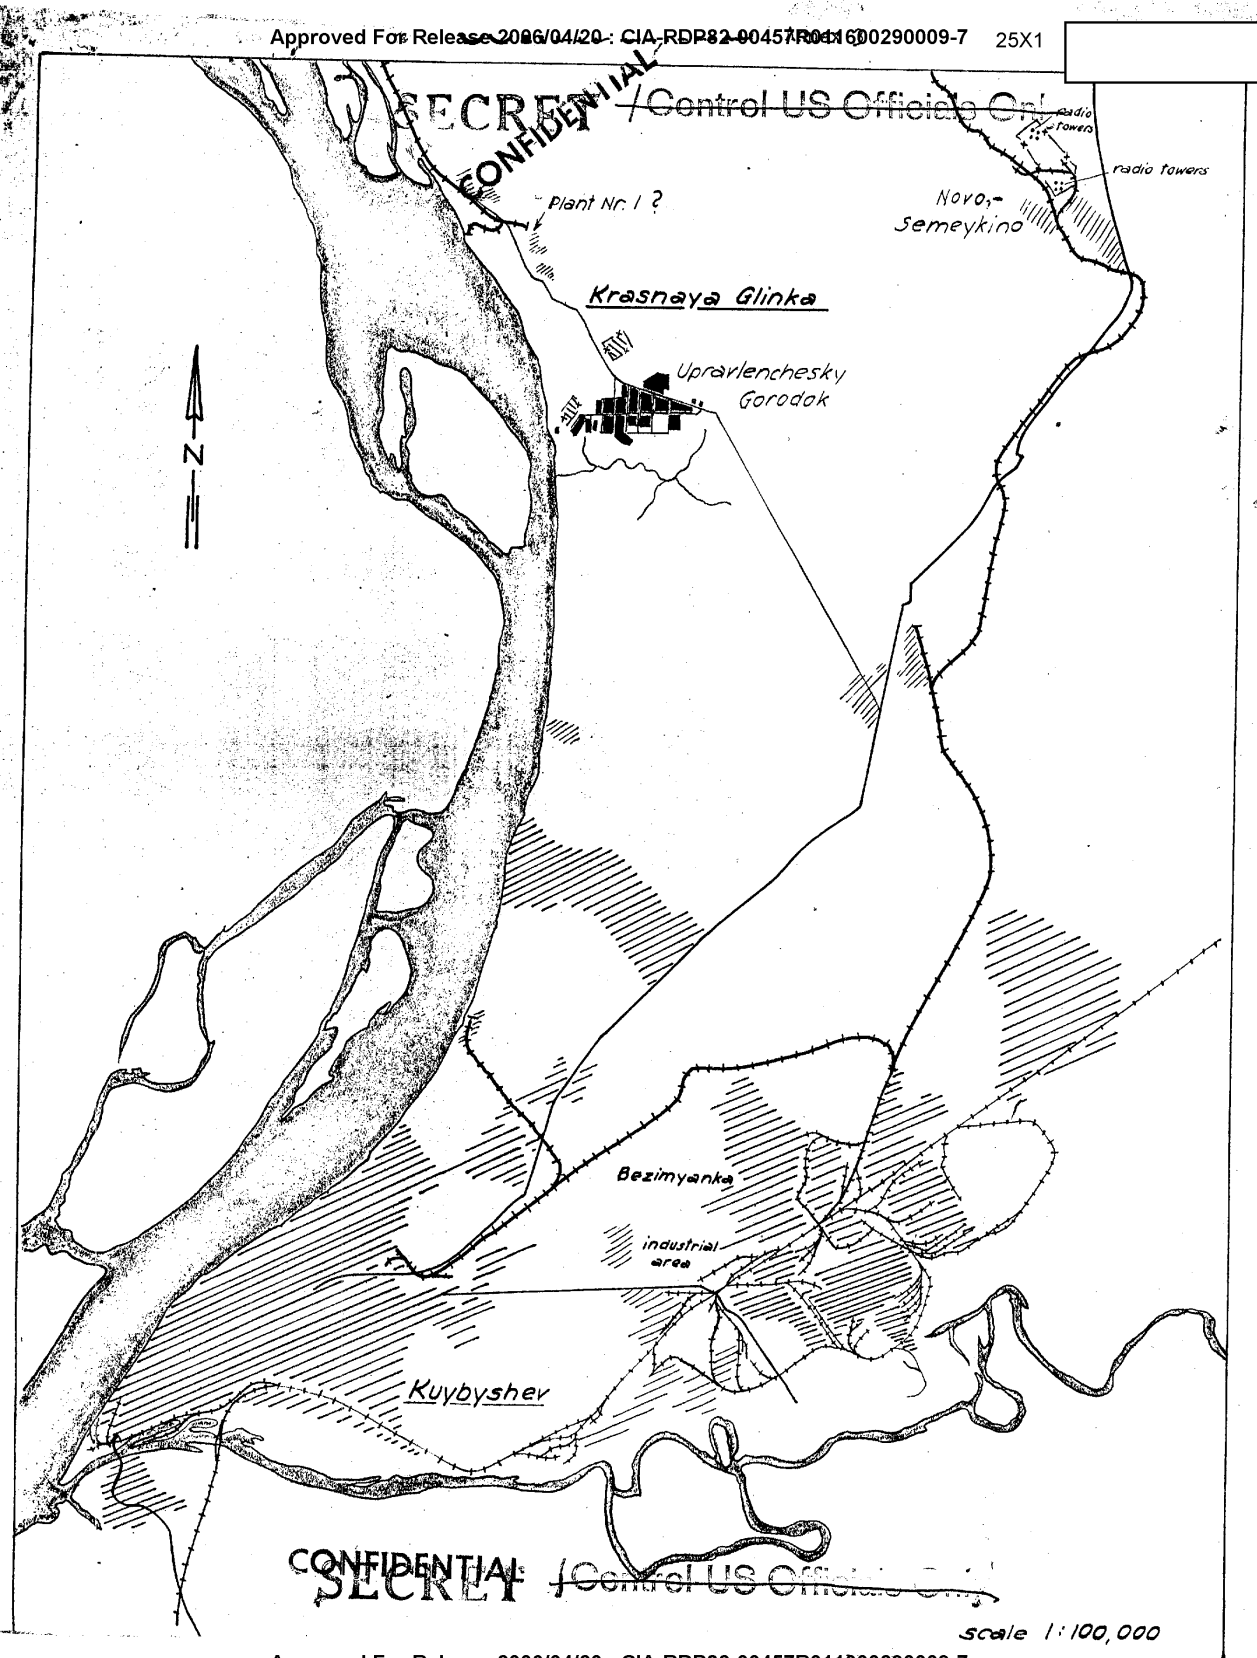 Approved For Release 2006/04/20 : CIA-RDP82-00457R011600290009-7
25X1
SECRET /Control US Officials Only
CONFIDENTIAL
radio
towers
radio towers
Plant Nr. 1 ?
Novo,-
Semeykino
Krasnaya Glinka
Upravlenchesky
Gorodok
N
Bezimyanka
industrial
area
Kuybyshev
CONFIDENTIAL
SECRET /Control US Officials Only
scale 1:100,000